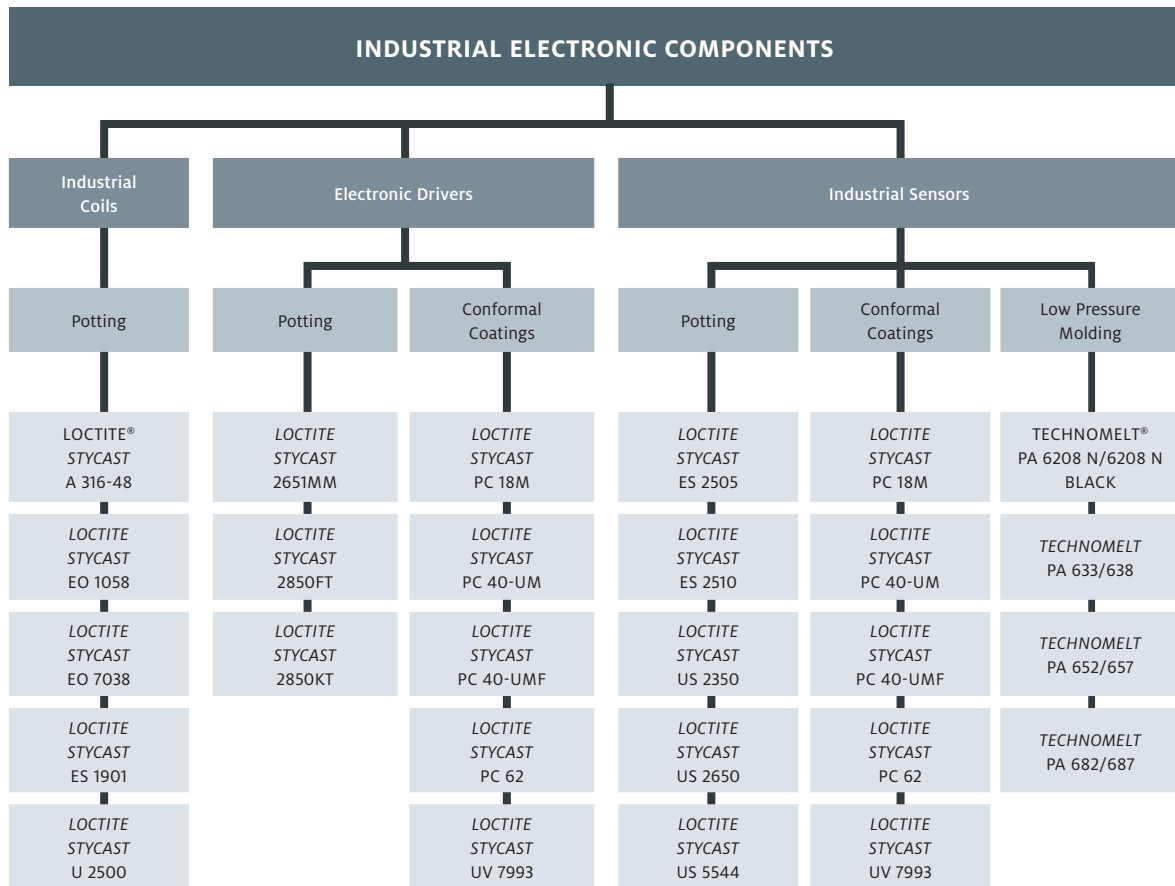 INDUSTRIAL ELECTRONIC COMPONENTS
Industrial
Coils
Electronic Drivers
Industrial Sensors
Potting
Potting
Conformal
Coatings
Potting
Conformal
Coatings
Low Pressure
Molding
LOCTITE®
STYCAST
A 316-48
LOCTITE
STYCAST
EO 1058
LOCTITE
STYCAST
EO 7038
LOCTITE
STYCAST
ES 1901
LOCTITE
STYCAST
U 2500
LOCTITE
STYCAST
2651MM
LOCTITE
STYCAST
2850FT
LOCTITE
STYCAST
2850KT
LOCTITE
STYCAST
PC 18M
LOCTITE
STYCAST
PC 40-UM
LOCTITE
STYCAST
PC 40-UMF
LOCTITE
STYCAST
PC 62
LOCTITE
STYCAST
UV 7993
LOCTITE
STYCAST
ES 2505
LOCTITE
STYCAST
ES 2510
LOCTITE
STYCAST
US 2350
LOCTITE
STYCAST
US 2650
LOCTITE
STYCAST
US 5544
LOCTITE
STYCAST
PC 18M
LOCTITE
STYCAST
PC 40-UM
LOCTITE
STYCAST
PC 40-UMF
LOCTITE
STYCAST
PC 62
LOCTITE
STYCAST
UV 7993
TECHNOMELT®
PA 6208 N/6208 N
BLACK
TECHNOMELT
PA 633/638
TECHNOMELT
PA 652/657
TECHNOMELT
PA 682/687